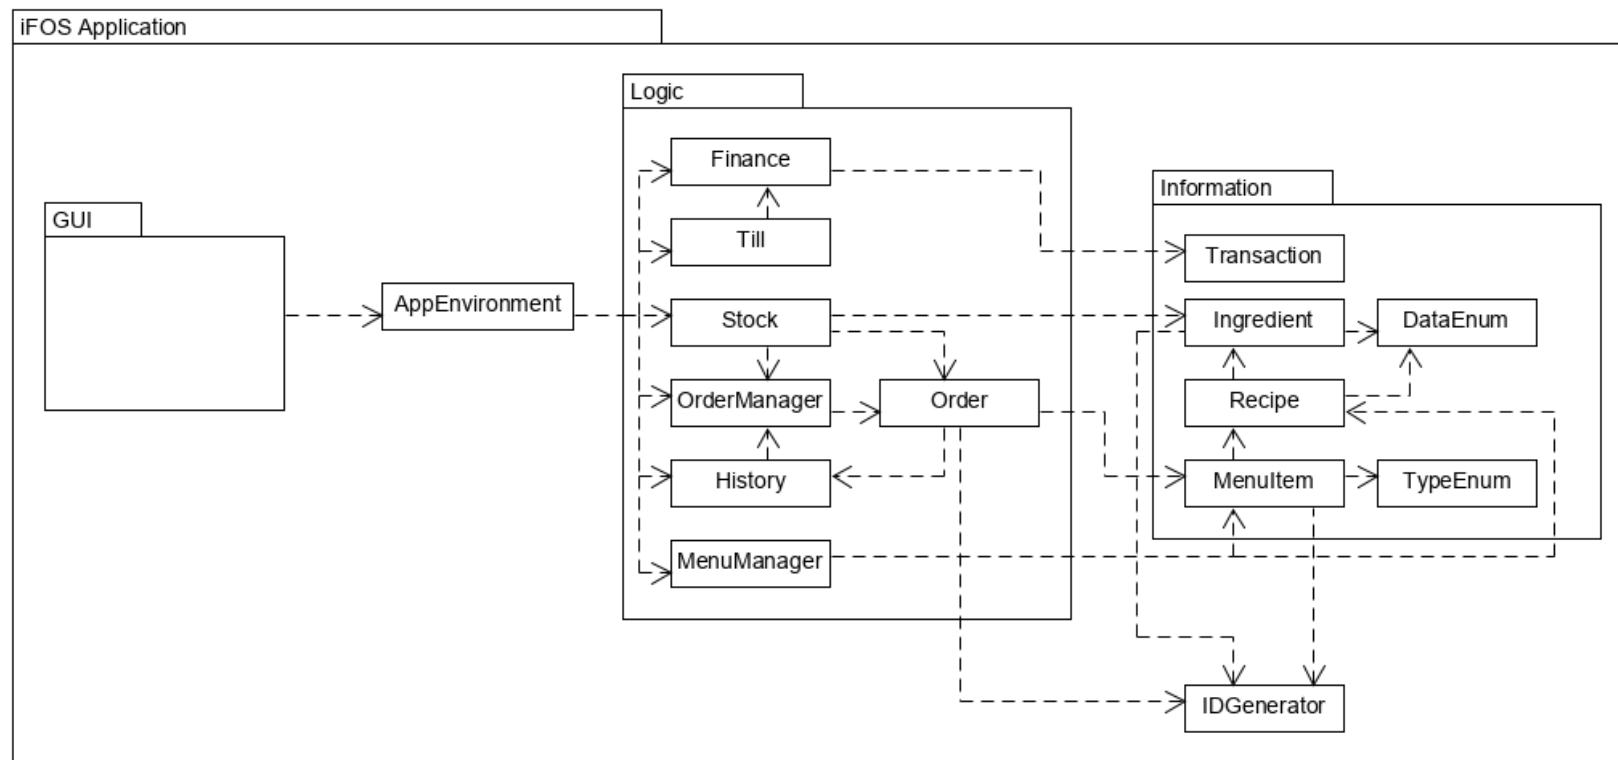 iFOS Application
Logic
Finance
Information
GUI
Till
Transaction
AppEnvironment
Stock
Ingredient
DataEnum
OrderManager
Order
Recipe
History
MenuItem
TypeEnum
MenuManager
IDGenerator